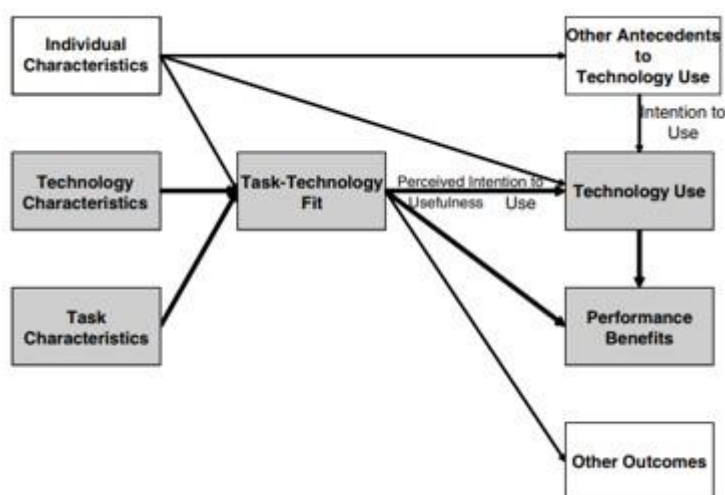 Individual
Characteristics
Other Antecedents
to
Technology Use
Intention to
Use
Technology
Characteristics
Task-Technology
Fit
Perceived Intention to
Usefulness Use
Technology Use
Task
Characteristics
Performance
Benefits
Other Outcomes